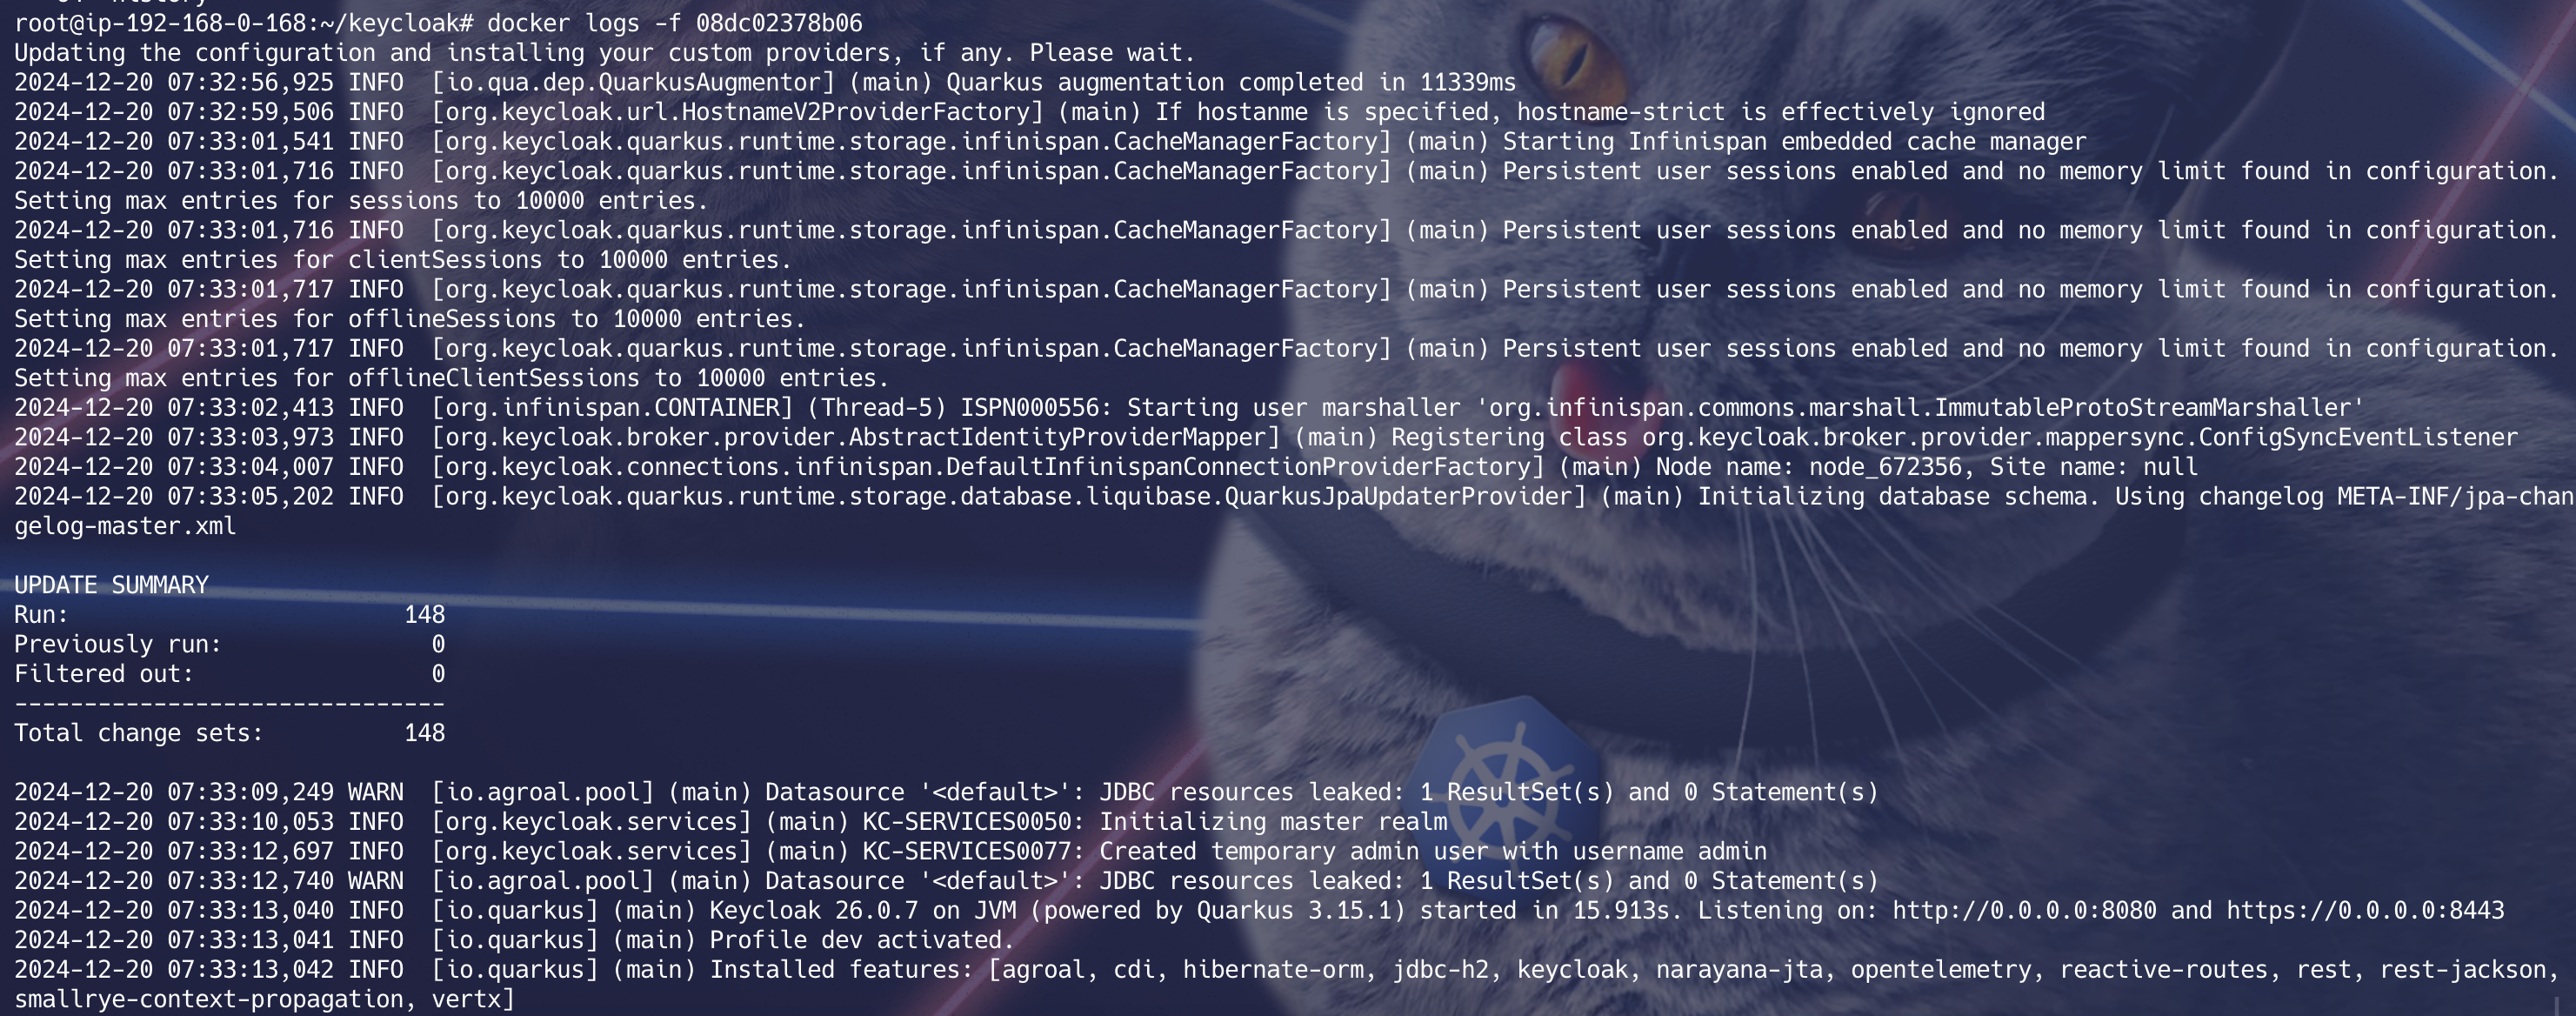 root@ip-192-168-0-168:~/keycloak# docker logs -f 08dc02378b06
Updating the configuration and installing your custom providers, if any. Please wait.
2024-12-20 07:32:56,925 INFO  [io.qua.dep.QuarkusAugmentor] (main) Quarkus augmentation completed in 11339ms
2024-12-20 07:32:59,506 INFO  [org.keycloak.url.HostnameV2ProviderFactory] (main) If hostanme is specified, hostname-strict is effectively ignored
2024-12-20 07:33:01,541 INFO  [org.keycloak.quarkus.runtime.storage.infinispan.CacheManagerFactory] (main) Starting Infinispan embedded cache manager
2024-12-20 07:33:01,716 INFO  [org.keycloak.quarkus.runtime.storage.infinispan.CacheManagerFactory] (main) Persistent user sessions enabled and no memory limit found in configuration.
Setting max entries for sessions to 10000 entries.
2024-12-20 07:33:01,716 INFO  [org.keycloak.quarkus.runtime.storage.infinispan.CacheManagerFactory] (main) Persistent user sessions enabled and no memory limit found in configuration.
Setting max entries for clientSessions to 10000 entries.
2024-12-20 07:33:01,717 INFO  [org.keycloak.quarkus.runtime.storage.infinispan.CacheManagerFactory] (main) Persistent user sessions enabled and no memory limit found in configuration.
Setting max entries for offlineSessions to 10000 entries.
2024-12-20 07:33:01,717 INFO  [org.keycloak.quarkus.runtime.storage.infinispan.CacheManagerFactory] (main) Persistent user sessions enabled and no memory limit found in configuration.
Setting max entries for offlineClientSessions to 10000 entries.
2024-12-20 07:33:02,413 INFO  [org.infinispan.CONTAINER] (Thread-5) ISPN000556: Starting user marshaller 'org.infinispan.commons.marshall.ImmutableProtoStreamMarshaller'
2024-12-20 07:33:03,973 INFO  [org.keycloak.broker.provider.AbstractIdentityProviderMapper] (main) Registering class org.keycloak.broker.provider.mappersync.ConfigSyncEventListener
2024-12-20 07:33:04,007 INFO  [org.keycloak.connections.infinispan.DefaultInfinispanConnectionProviderFactory] (main) Node name: node_672356, Site name: null
2024-12-20 07:33:05,202 INFO  [org.keycloak.quarkus.runtime.storage.database.liquibase.QuarkusJpaUpdaterProvider] (main) Initializing database schema. Using changelog META-INF/jpa-chan
gelog-master.xml
UPDATE SUMMARY
Run:                        148
Previously run:               0
Filtered out:                 0
-------------------------------
Total change sets:          148
2024-12-20 07:33:09,249 WARN  [io.agroal.pool] (main) Datasource '<default>': JDBC resources leaked: 1 ResultSet(s) and 0 Statement(s)
2024-12-20 07:33:10,053 INFO  [org.keycloak.services] (main) KC-SERVICES0050: Initializing master realm
2024-12-20 07:33:12,697 INFO  [org.keycloak.services] (main) KC-SERVICES0077: Created temporary admin user with username admin
2024-12-20 07:33:12,740 WARN  [io.agroal.pool] (main) Datasource '<default>': JDBC resources leaked: 1 ResultSet(s) and 0 Statement(s)
2024-12-20 07:33:13,040 INFO  [io.quarkus] (main) Keycloak 26.0.7 on JVM (powered by Quarkus 3.15.1) started in 15.913s. Listening on: http://0.0.0.0:8080 and https://0.0.0.0:8443
2024-12-20 07:33:13,041 INFO  [io.quarkus] (main) Profile dev activated.
2024-12-20 07:33:13,042 INFO  [io.quarkus] (main) Installed features: [agroal, cdi, hibernate-orm, jdbc-h2, keycloak, narayana-jta, opentelemetry, reactive-routes, rest, rest-jackson,
smallrye-context-propagation, vertx]